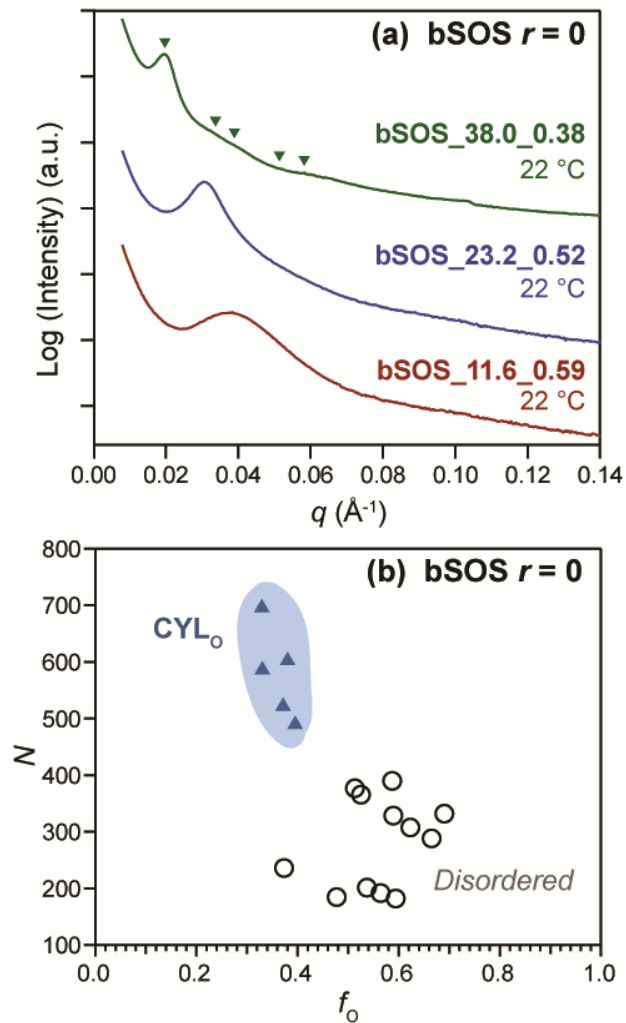 (a) bSOS r = 0
bSOS_38.0_0.38
22 °C
bSOS_23.2_0.52
22 °C
bSOS_11.6_0.59
22 °C
Log (Intensity) (a.u.)
0.00 0.02 0.04 0.06 0.08 0.10 0.12 0.14
q (Å-1)
(b) bSOS r = 0
CYLO
Disordered
800
700
600
500
400
300
200
100
N
0.0 0.2 0.4 0.6 0.8 1.0
fO